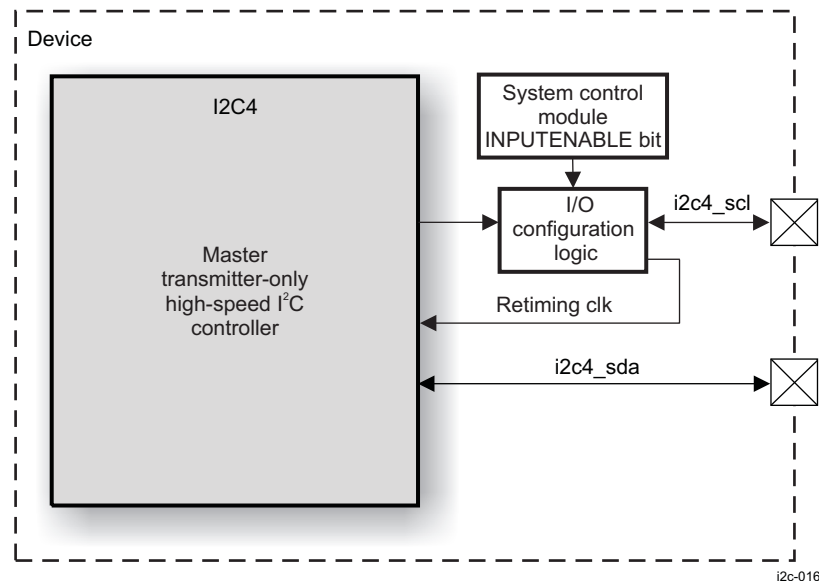 Device
I2C4
System control
module
INPUTENABLE bit
I/O
configuration
logic
i2c4_scl
Master
transmitter-only
high-speed I²C
controller
Retiming clk
i2c4_sda
i2c-016